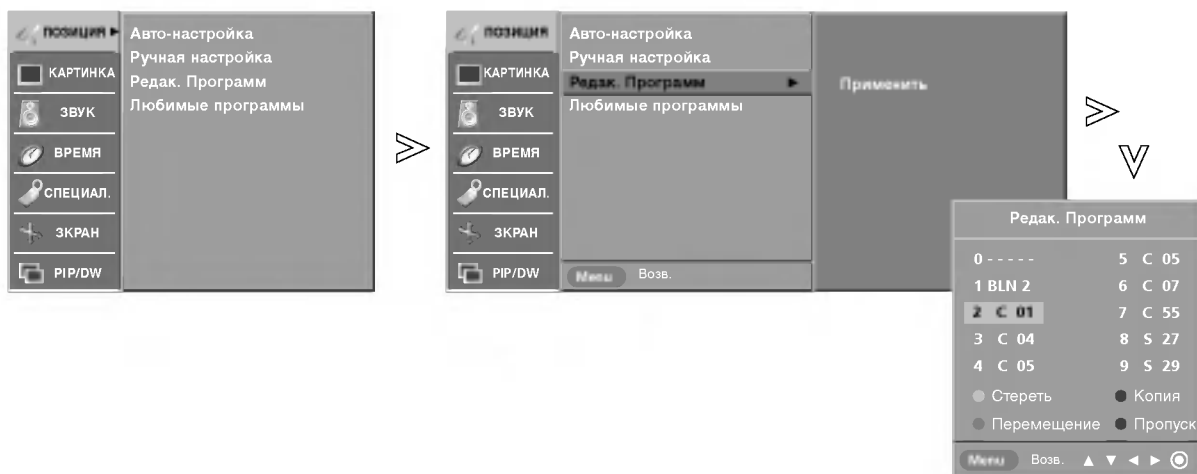 ПОЗИЦИЯ
КАРТИНКА
ЗВУК
ВРЕМЯ
СПЕЦИАЛ.
ЗКРАН
PIP/DW
Авто-настройка
Ручная настройка
Редак. Программ
Любимые программы
ПОЗИЦИЯ
КАРТИНКА
ЗВУК
ВРЕМЯ
СПЕЦИАЛ.
ЗКРАН
PIP/DW
Авто-настройка
Ручная настройка
Редак. Программ
Любимые программы
Menu Возв.
Применить
Редак. Программ
0 - - - - -
1 BLN 2
2 C 01
3 C 04
4 C 05
5 C 05
6 C 07
7 C 55
8 S 27
9 S 29
Стереть
Копия
Перемещение
Пропуск
Menu Возв.